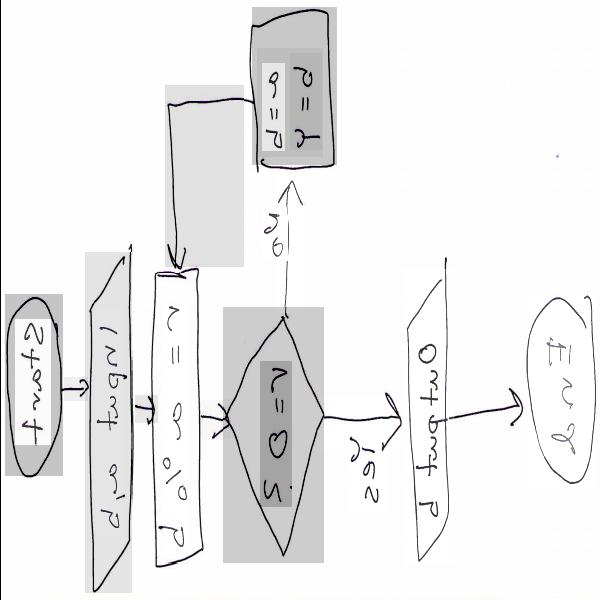 Start
Input a,b
r = a % b
r = 0 ?
no
a = b
b = r
yes
Output b
End